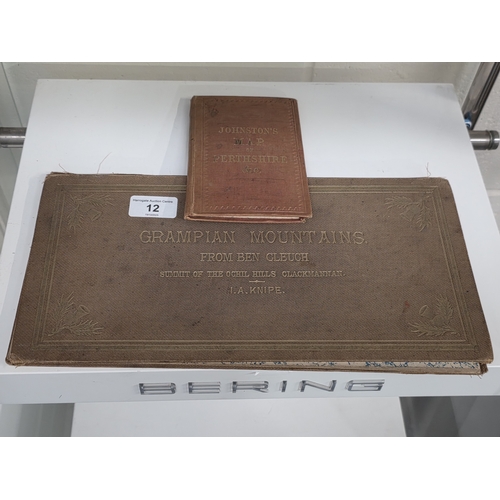 JOHNSTON'S
MAP
PERTHSHIRE
12
GRAMPIAN MOUNTAINS.
FROM BEN CLEUCH
SUMMIT OF THE OCHIL HILLS CLACKMANNAN.
J.A.KNIPE.
BERING